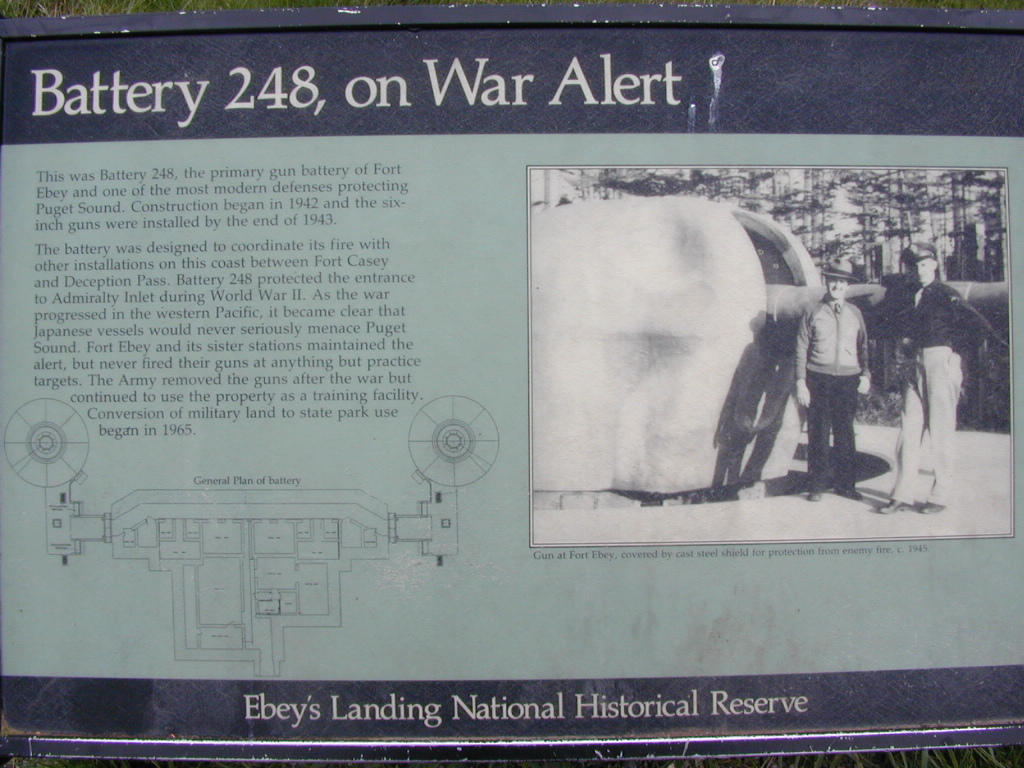 Battery 248, on War Alert
This was Battery 248, the primary gun battery of Fort
Ebey and one of the most modern defenses protecting
Puget Sound. Construction began in 1942 and the six-
inch guns were installed by the end of 1943.
The battery was designed to coordinate its fire with
other installations on this coast between Fort Casey
and Deception Pass. Battery 248 protected the entrance
to Admiralty Inlet during World War II. As the war
progressed in the western Pacific, it became clear that
Japanese vessels would never seriously menace Puget
Sound. Fort Ebey and its sister stations maintained the
alert, but never fired their guns at anything but practice
targets. The Army removed the guns after the war but
continued to use the property as a training facility.
Conversion of military land to state park use
began in 1965.
General Plan of battery
Gun at Fort Ebey, covered by cast steel shield for protection from enemy fire, c. 1945.
Ebey's Landing National Historical Reserve